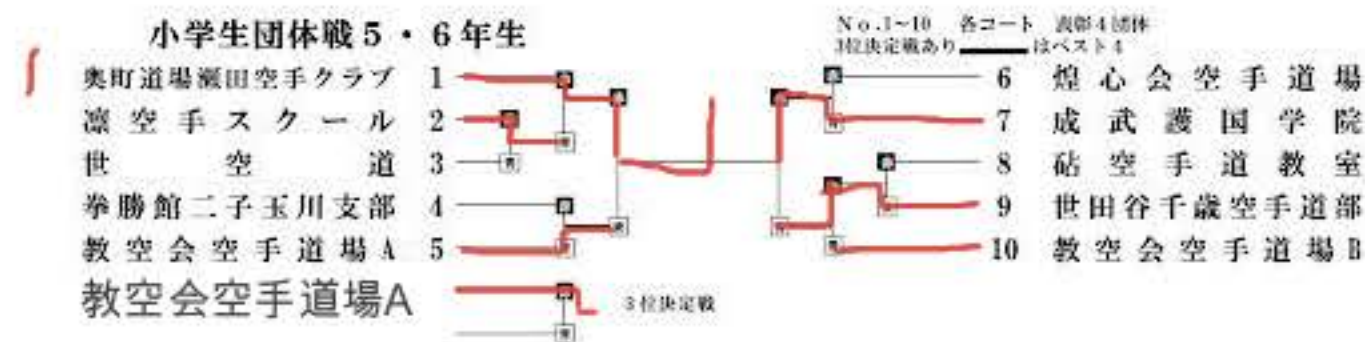 小学生団体戦5・6年生
No.1~10 各コート 表彰4団体
3位決定戦あり はベスト4
奥町道場瀬田空手クラブ 1
凛空手スクール 2
世空道 3
拳勝館二子玉川支部 4
教空会空手道場A 5
6 煌心会空手道場
7 成武護国学院
8 砧空手道教室
9 世田谷千歳空手道部
10 教空会空手道場B
教空会空手道場A
3位決定戦